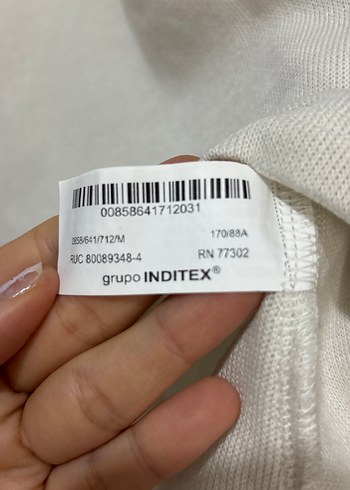 00858641712031
0858/641/712/M 170/88A
RUC 80089348-4 RN 77302
grupo INDITEX®